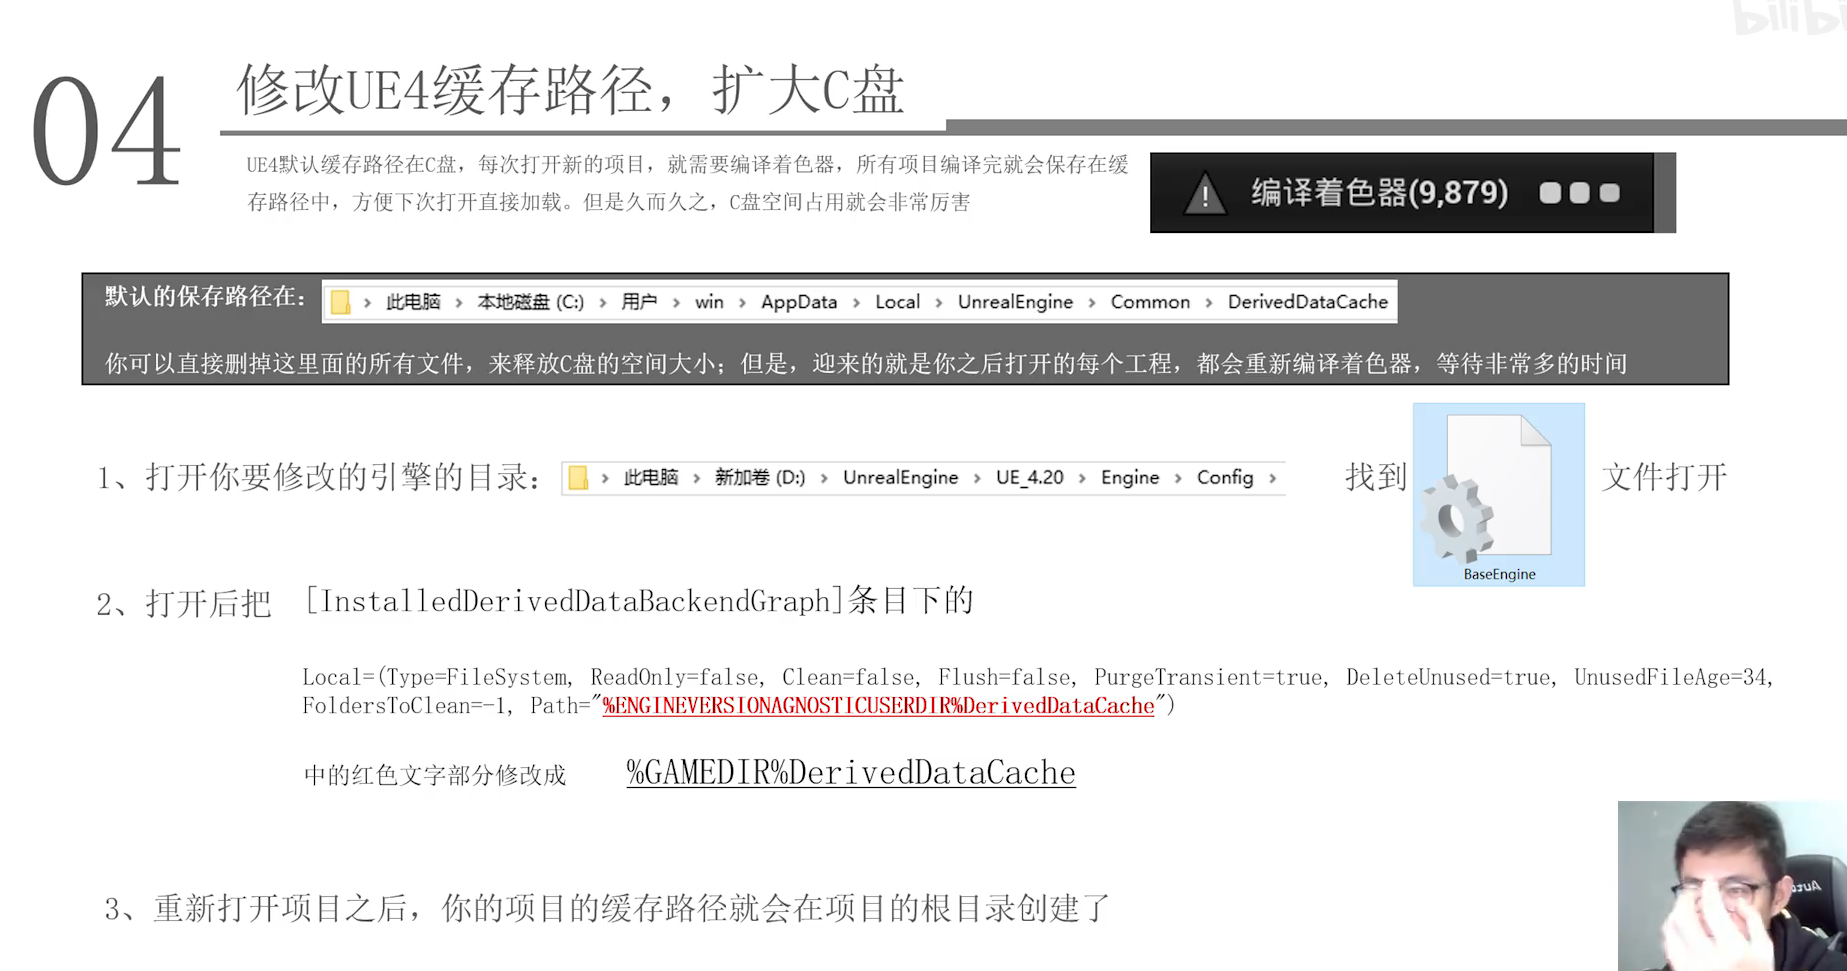 bilibi
04
修改UE4缓存路径，扩大C盘
UE4默认缓存路径在C盘，每次打开新的项目，就需要编译着色器，所有项目编译完就会保存在缓
存路径中，方便下次打开直接加载。但是久而久之，C盘空间占用就会非常厉害
编译着色器(9,879)
默认的保存路径在： › 此电脑 › 本地磁盘 (C:) › 用户 › win › AppData › Local › UnrealEngine › Common › DerivedDataCache
你可以直接删掉这里面的所有文件，来释放C盘的空间大小；但是，迎来的就是你之后打开的每个工程，都会重新编译着色器，等待非常多的时间
1、打开你要修改的引擎的目录： › 此电脑 › 新加卷 (D:) › UnrealEngine › UE_4.20 › Engine › Config › 找到 文件打开
BaseEngine
2、打开后把 [InstalledDerivedDataBackendGraph]条目下的
Local=(Type=FileSystem, ReadOnly=false, Clean=false, Flush=false, PurgeTransient=true, DeleteUnused=true, UnusedFileAge=34,
FoldersToClean=-1, Path="%ENGINEVERSIONAGNOSTICUSERDIR%DerivedDataCache")
中的红色文字部分修改成 %GAMEDIR%DerivedDataCache
3、重新打开项目之后，你的项目的缓存路径就会在项目的根目录创建了